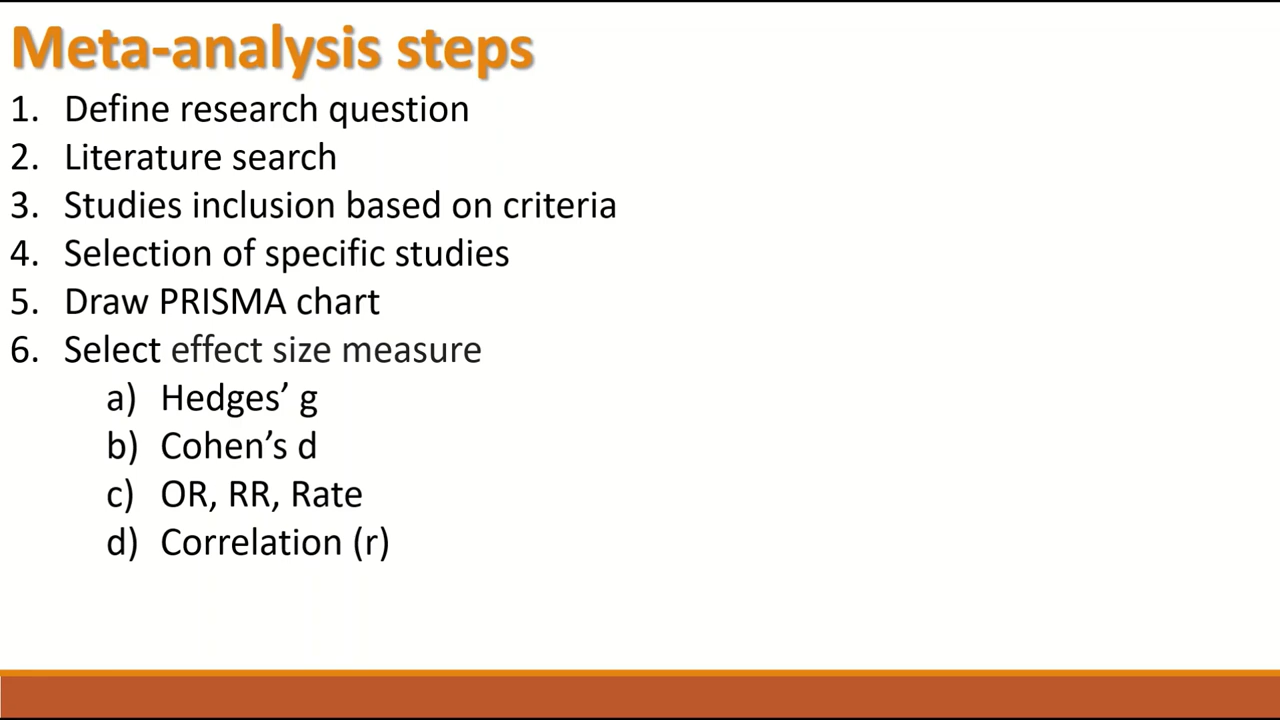 Meta-analysis steps
1. Define research question
2. Literature search
3. Studies inclusion based on criteria
4. Selection of specific studies
5. Draw PRISMA chart
6. Select effect size measure
a) Hedges’ g
b) Cohen’s d
c) OR, RR, Rate
d) Correlation (r)